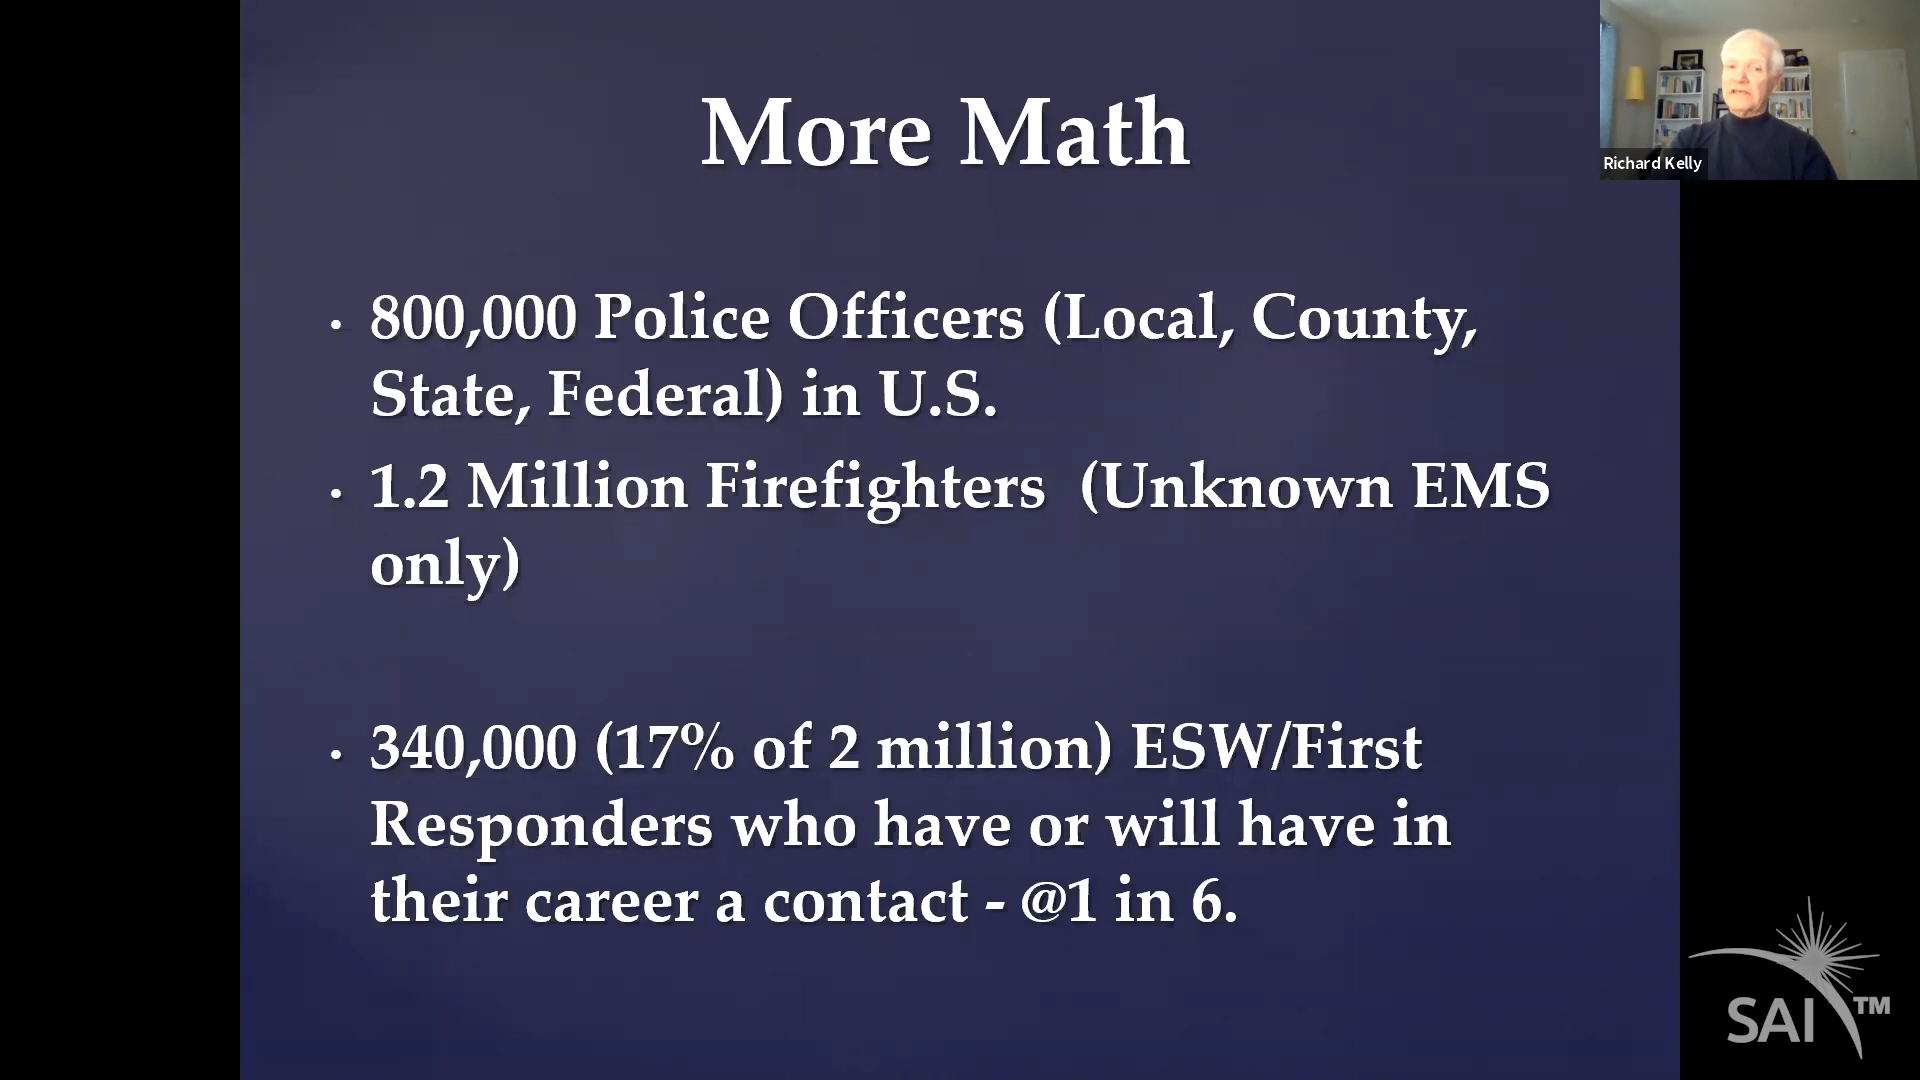 More Math
Richard Kelly
• 800,000 Police Officers (Local, County,
State, Federal) in U.S.
• 1.2 Million Firefighters (Unknown EMS
only)
• 340,000 (17% of 2 million) ESW/First
Responders who have or will have in
their career a contact - @1 in 6.
SAI TM